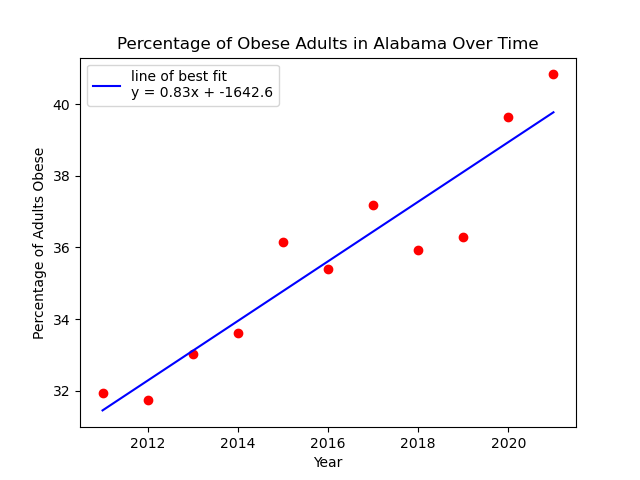 Percentage of Obese Adults in Alabama Over Time
line of best fit
y = 0.83x + -1642.6
Percentage of Adults Obese
40
38
36
34
32
2012 2014 2016 2018 2020
Year